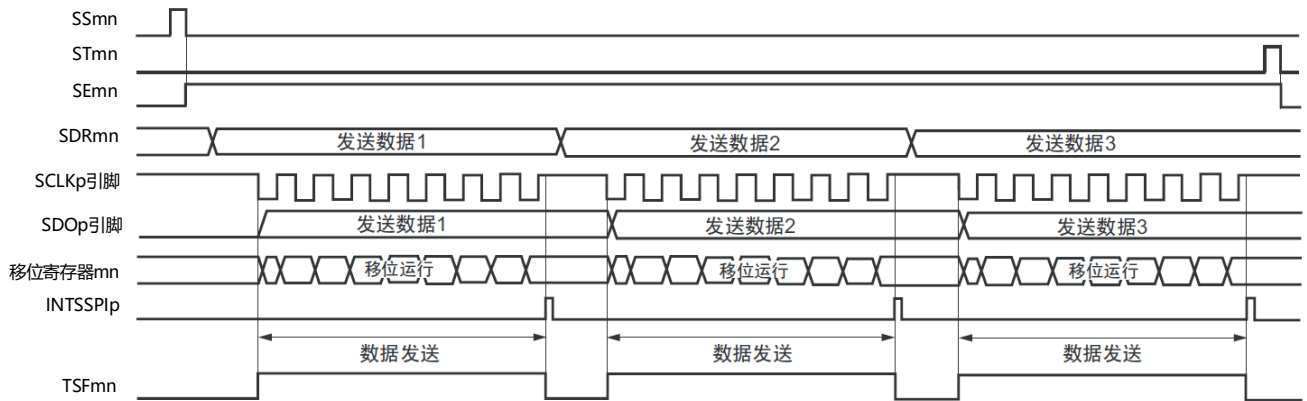 SSmn
STmn
SEmn
SDRmn 发送数据1 发送数据2 发送数据3
SCLKp引脚
SDOp引脚 发送数据1 发送数据2 发送数据3
移位寄存器mn 移位运行 移位运行 移位运行
INTSSPIp
数据发送 数据发送 数据发送
TSFmn